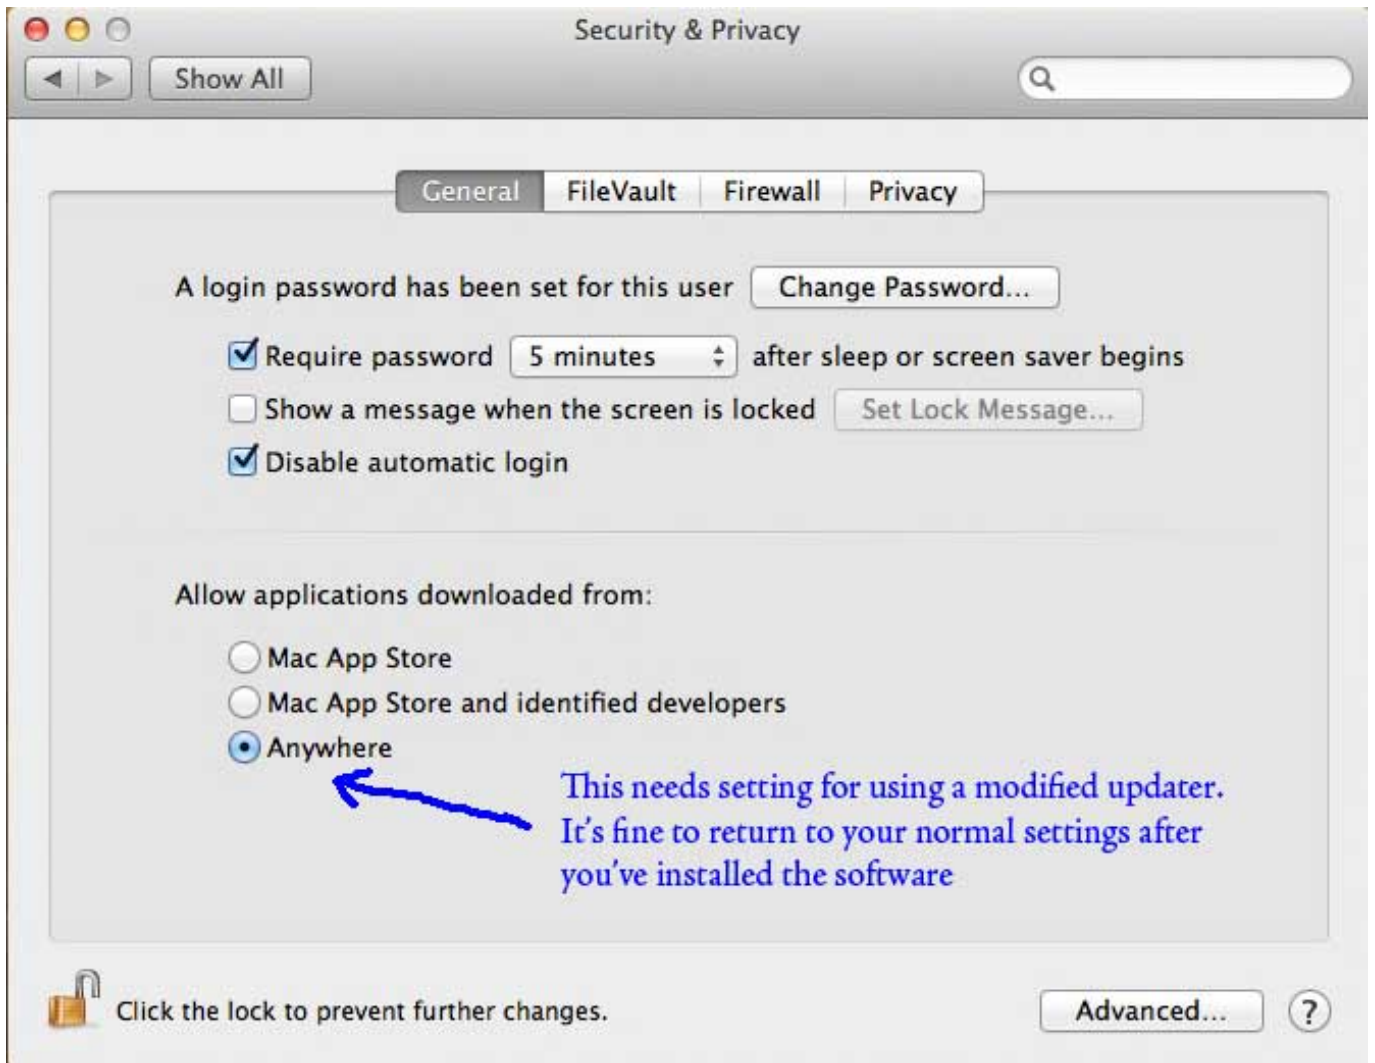 Security & Privacy
Show All
General FileVault Firewall Privacy
A login password has been set for this user Change Password...
Require password 5 minutes after sleep or screen saver begins
Show a message when the screen is locked Set Lock Message...
Disable automatic login
Allow applications downloaded from:
Mac App Store
Mac App Store and identified developers
Anywhere
This needs setting for using a modified updater.
It's fine to return to your normal settings after
you've installed the software
Click the lock to prevent further changes. Advanced... ?